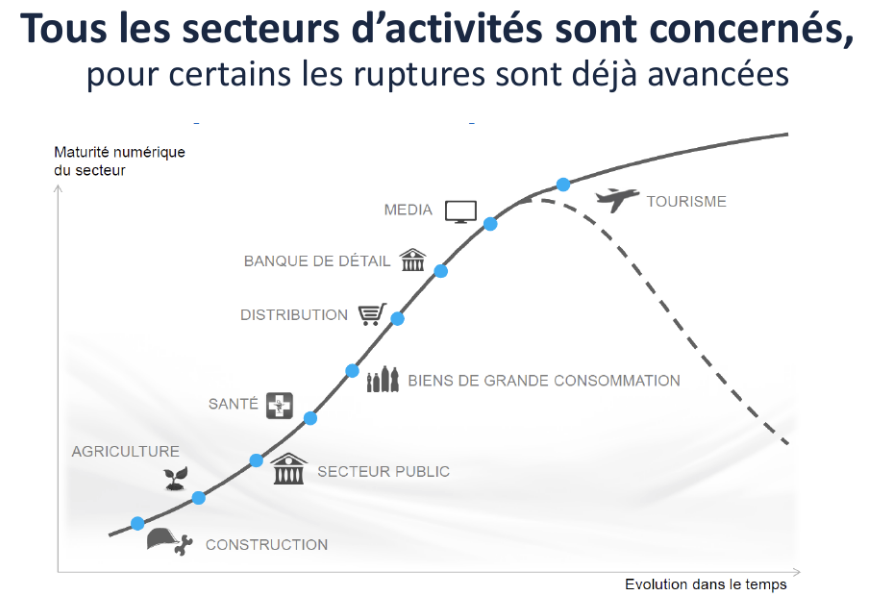 Tous les secteurs d’activités sont concernés,
pour certains les ruptures sont déjà avancées
Maturité numérique
du secteur
TOURISME
MEDIA
BANQUE DE DÉTAIL
DISTRIBUTION
BIENS DE GRANDE CONSOMMATION
SANTÉ
AGRICULTURE
SECTEUR PUBLIC
CONSTRUCTION
Evolution dans le temps